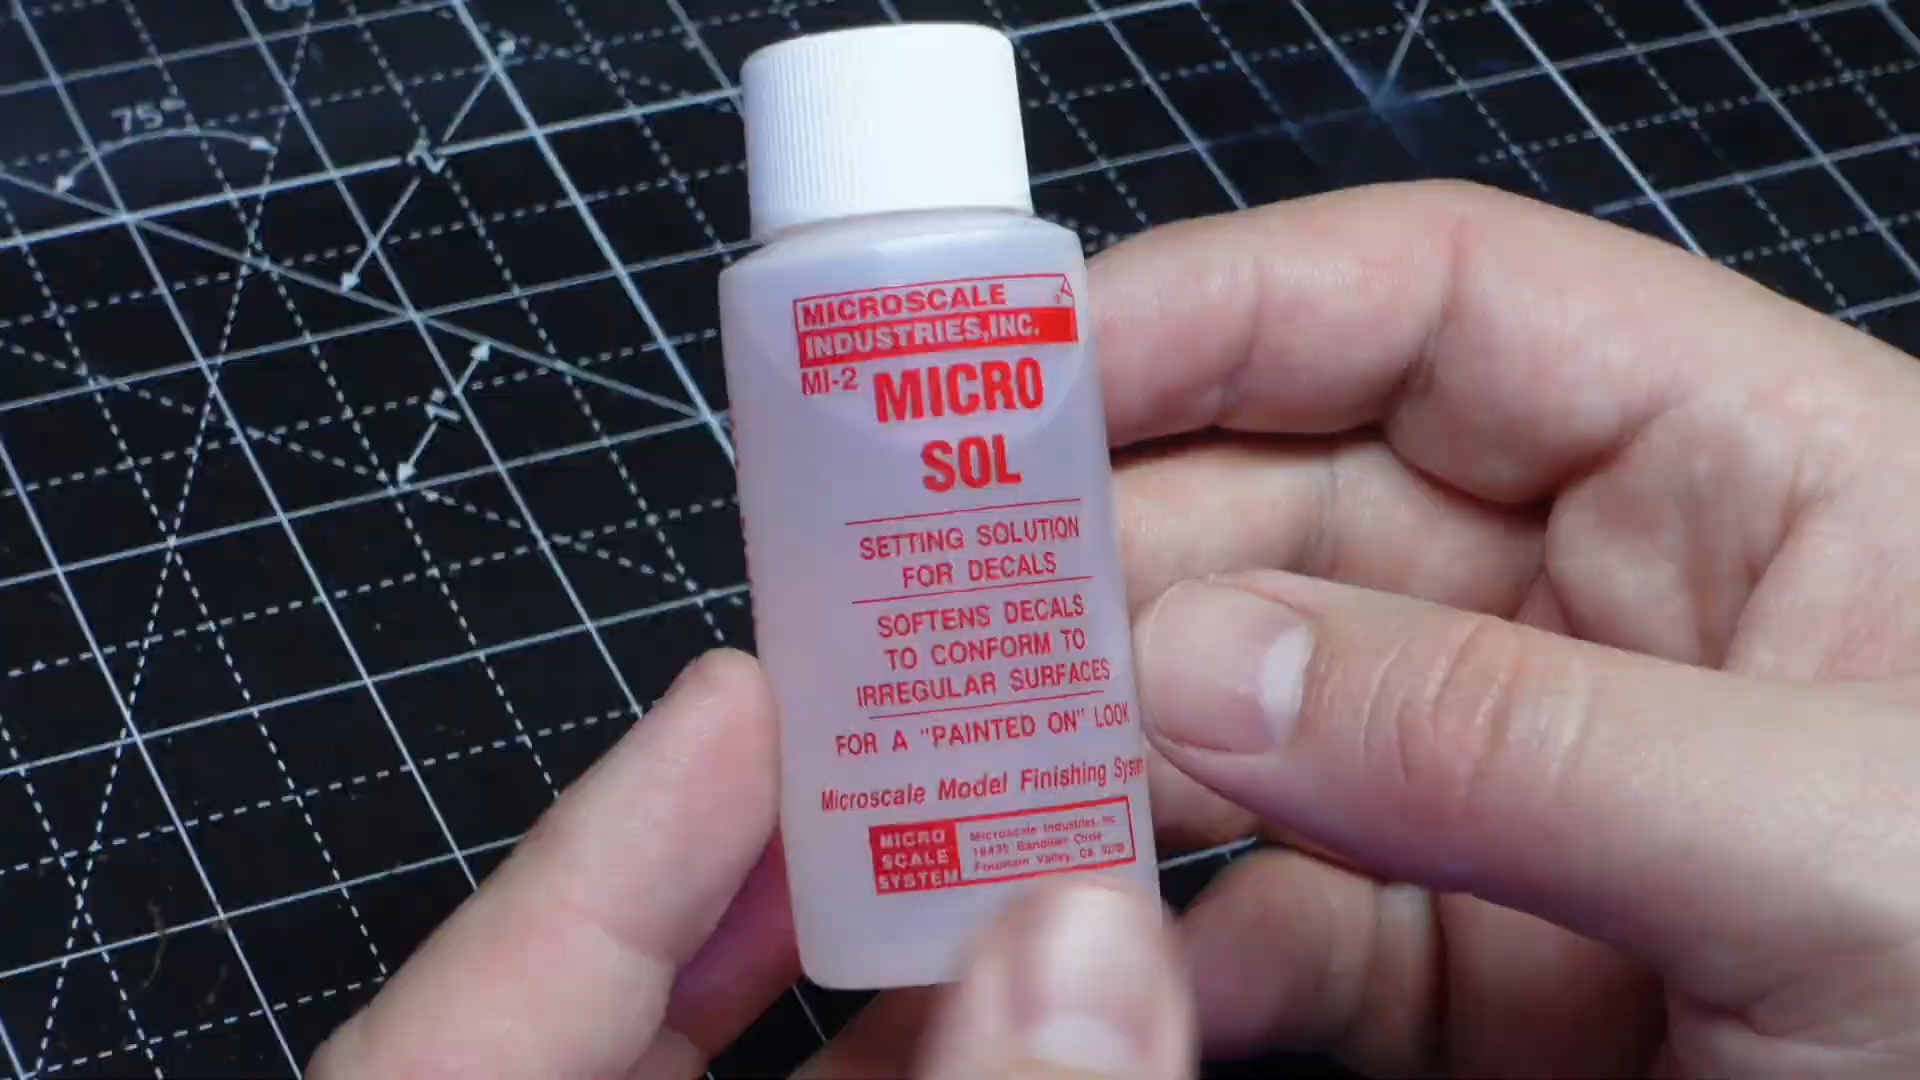 75°
MICROSCALE
INDUSTRIES,INC.
MI-2 MICRO
SOL
SETTING SOLUTION
FOR DECALS
SOFTENS DECALS
TO CONFORM TO
IRREGULAR SURFACES
FOR A "PAINTED ON" LOOK
Microscale Model Finishing
MICRO
SCALE
SYSTEM
Microscale Industries, Inc.
Fountain Valley, CA